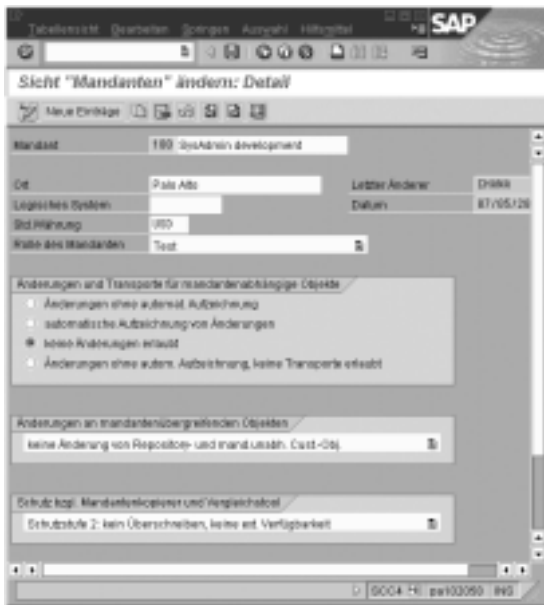 Tabellensicht Bearbeiten Springen Auswahl Hilfsmittel
SAP
Sicht "Mandanten" ändern: Detail
Neue Einträge
Mandant 100 SysAdmin development
Ort Palo Alto Letzter Änderer
Logisches System Datum 07/05/20
Std.Währung USD
Rolle des Mandanten Test
Änderungen und Transporte für mandantenabhängige Objekte
Änderungen ohne automat. Aufzeichnung
automatische Aufzeichnung von Änderungen
keine Änderungen erlaubt
Änderungen ohne autom. Aufzeichnung, keine Transporte erlaubt
Änderungen an mandantenübergreifenden Objekten
keine Änderung von Repository- und mand.unabh. Cust.-Obj.
Schutz bzgl. Mandantenkopierer und Vergleichstool
Schutzstufe 2: kein Überschreiben, keine ext. Verfügbarkeit
SCC4 INS